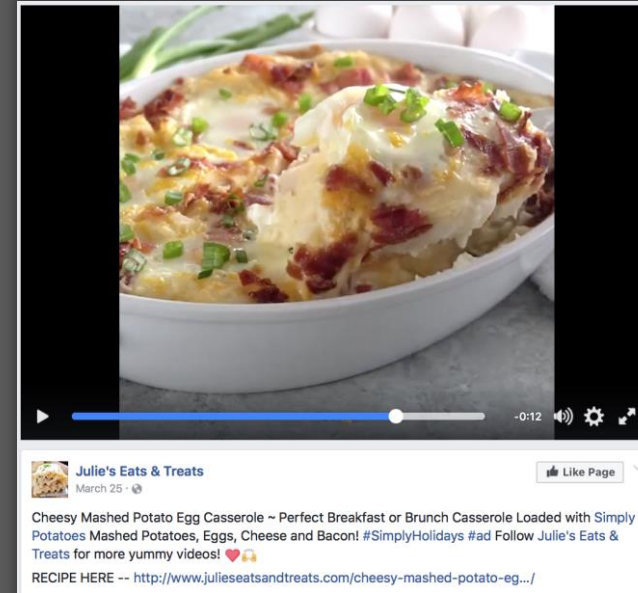 -0:12
Julie's Eats & Treats
Like Page
March 25 ·
Cheesy Mashed Potato Egg Casserole ~ Perfect Breakfast or Brunch Casserole Loaded with Simply
Potatoes Mashed Potatoes, Eggs, Cheese and Bacon! #SimplyHolidays #ad Follow Julie's Eats &
Treats for more yummy videos! ❤️🙌
RECIPE HERE -- http://www.julieseatsandtreats.com/cheesy-mashed-potato-eg.../